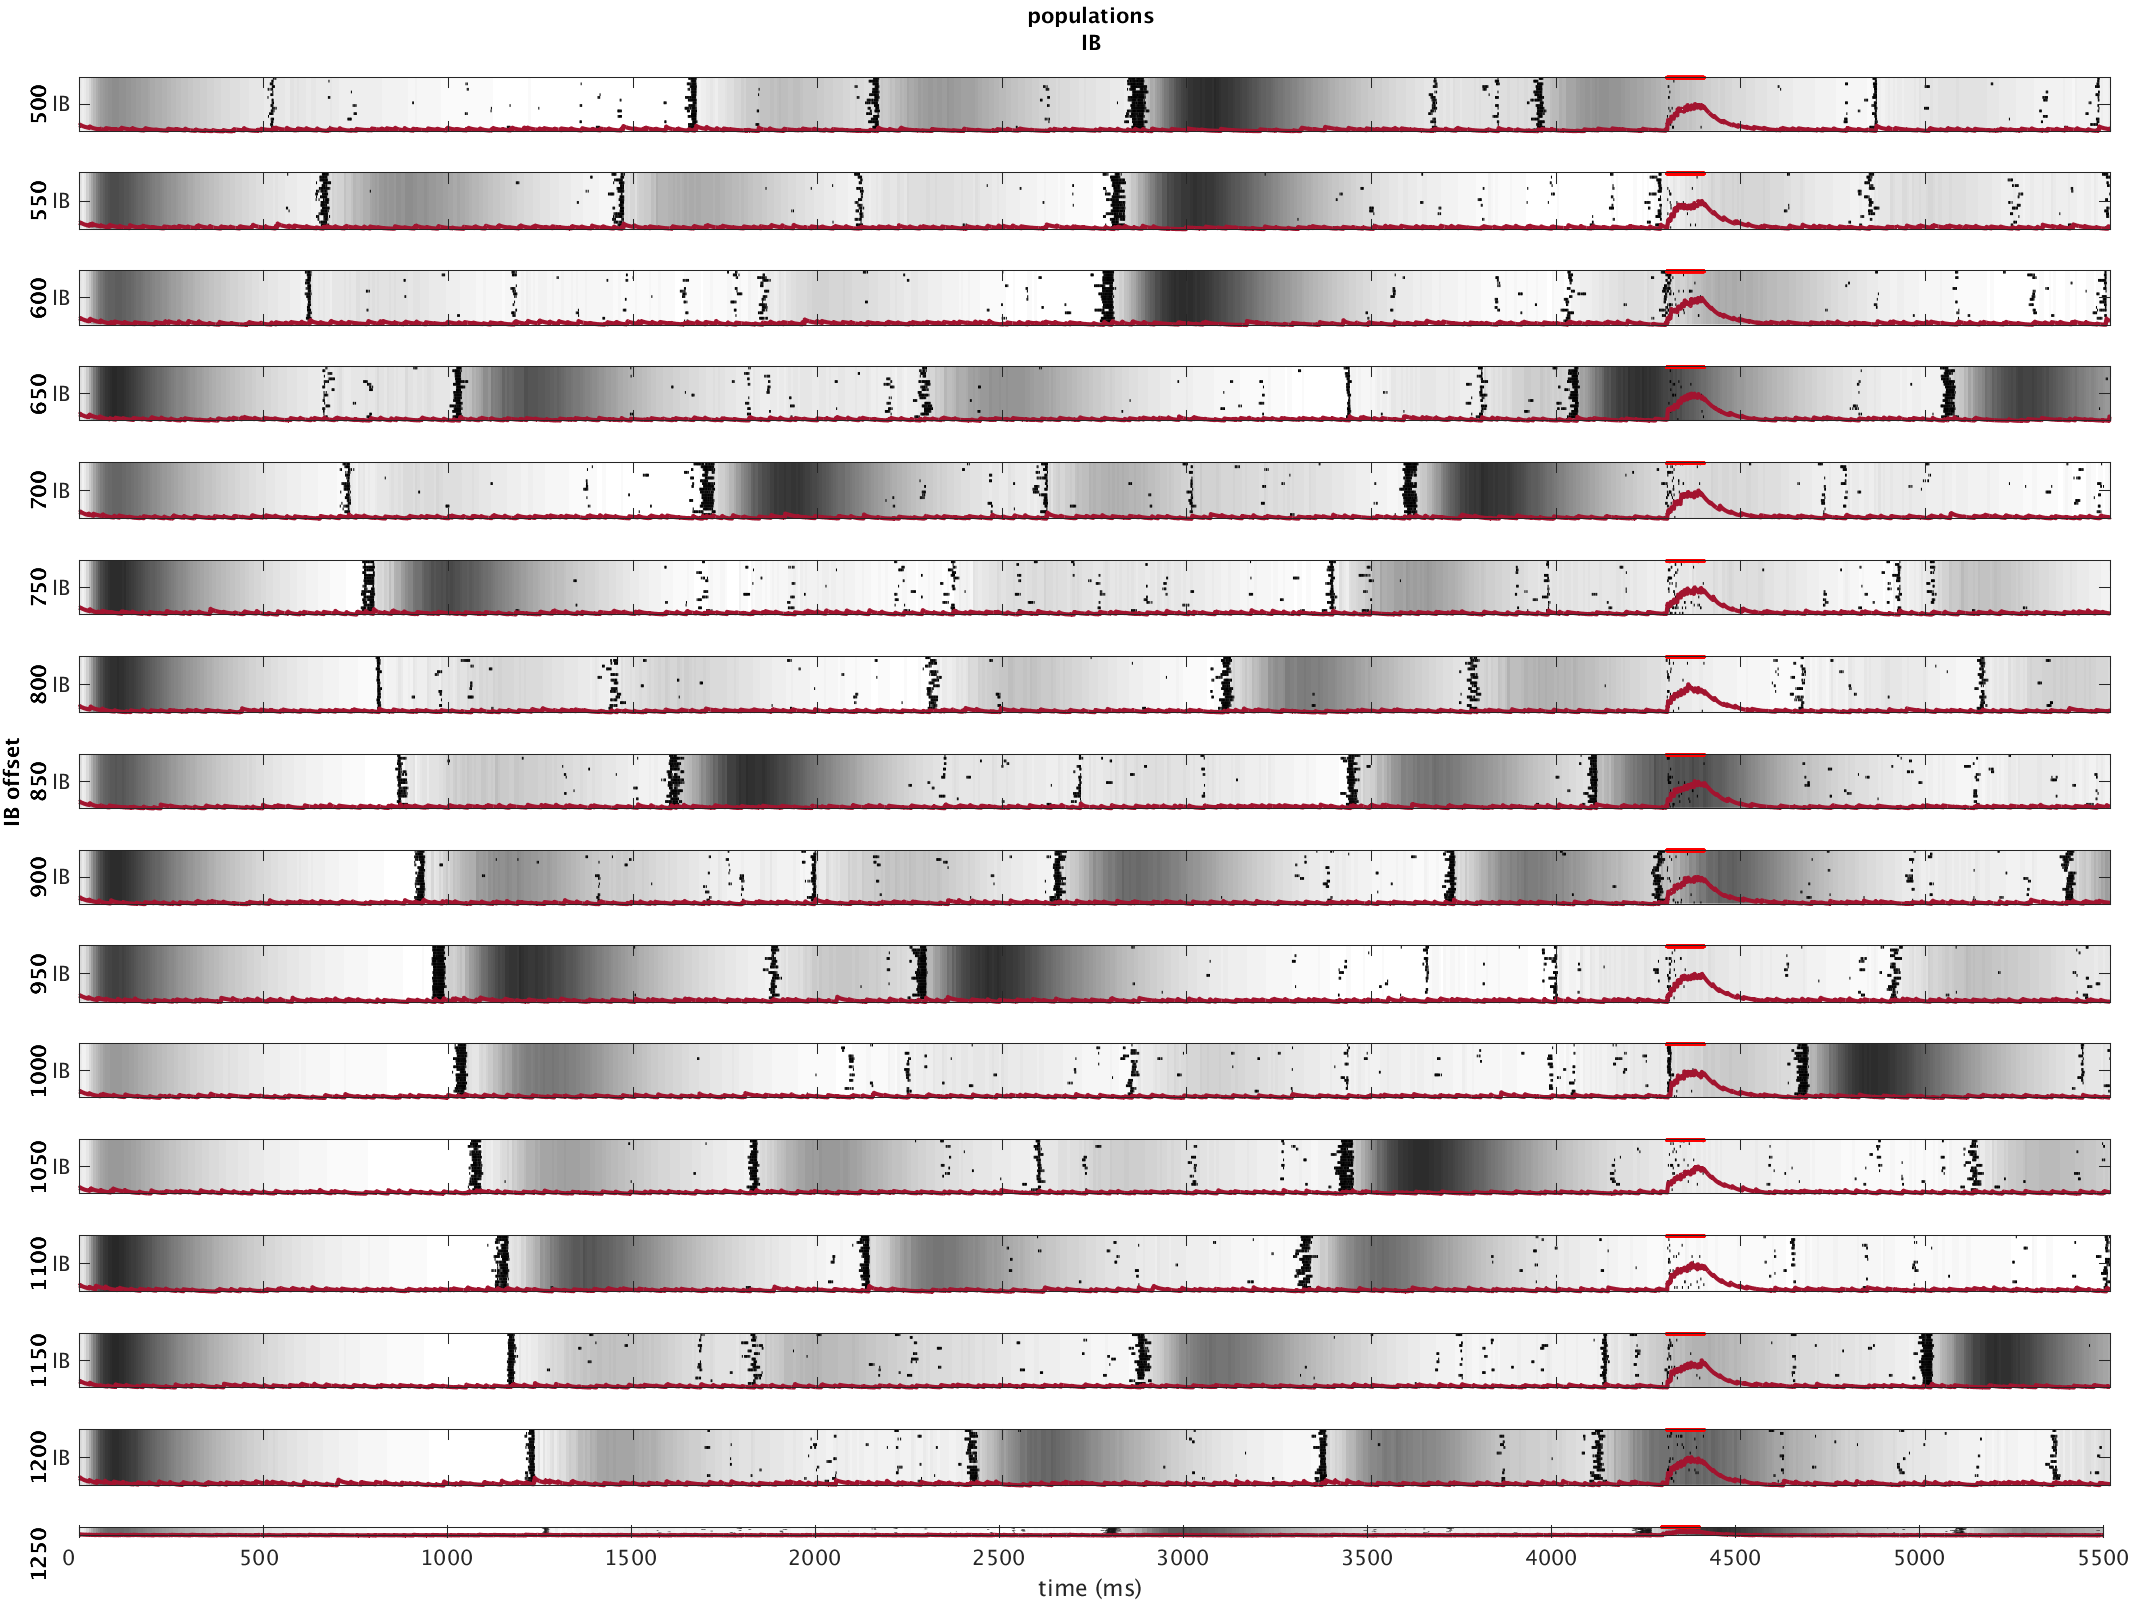 populations
IB
IB offset
500 IB
550 IB
600 IB
650 IB
700 IB
750 IB
800 IB
850 IB
900 IB
950 IB
1000 IB
1050 IB
1100 IB
1150 IB
1200 IB
1250
0 500 1000 1500 2000 2500 3000 3500 4000 4500 5000 5500
time (ms)